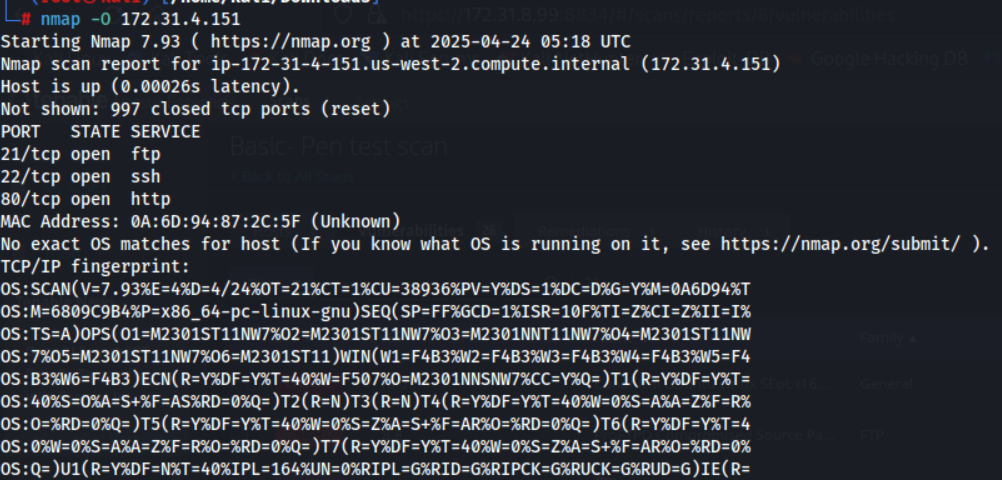 # nmap -O 172.31.4.151
Starting Nmap 7.93 ( https://nmap.org ) at 2025-04-24 05:18 UTC
Nmap scan report for ip-172-31-4-151.us-west-2.compute.internal (172.31.4.151)
Host is up (0.00026s latency).
Not shown: 997 closed tcp ports (reset)
PORT   STATE SERVICE
21/tcp open  ftp
22/tcp open  ssh
80/tcp open  http
MAC Address: 0A:6D:94:87:2C:5F (Unknown)
No exact OS matches for host (If you know what OS is running on it, see https://nmap.org/submit/ ).
TCP/IP fingerprint:
OS:SCAN(V=7.93%E=4%D=4/24%OT=21%CT=1%CU=38936%PV=Y%DS=1%DC=D%G=Y%M=0A6D94%T
OS:M=6809C9B4%P=x86_64-pc-linux-gnu)SEQ(SP=FF%GCD=1%ISR=10F%TI=Z%CI=Z%II=I%
OS:TS=A)OPS(O1=M2301ST11NW7%O2=M2301ST11NW7%O3=M2301NNT11NW7%O4=M2301ST11NW
OS:7%O5=M2301ST11NW7%O6=M2301ST11)WIN(W1=F4B3%W2=F4B3%W3=F4B3%W4=F4B3%W5=F4
OS:B3%W6=F4B3)ECN(R=Y%DF=Y%T=40%W=F507%O=M2301NNSNW7%CC=Y%Q=)T1(R=Y%DF=Y%T=
OS:40%S=O%A=S+%F=AS%RD=0%Q=)T2(R=N)T3(R=N)T4(R=Y%DF=Y%T=40%W=0%S=A%A=Z%F=R%
OS:O=%RD=0%Q=)T5(R=Y%DF=Y%T=40%W=0%S=Z%A=S+%F=AR%O=%RD=0%Q=)T6(R=Y%DF=Y%T=4
OS:0%W=0%S=A%A=Z%F=R%O=%RD=0%Q=)T7(R=Y%DF=Y%T=40%W=0%S=Z%A=S+%F=AR%O=%RD=0%
OS:Q=)U1(R=Y%DF=N%T=40%IPL=164%UN=0%RIPL=G%RID=G%RIPCK=G%RUCK=G%RUD=G)IE(R=
Google Hacking DB
Basic- Pen test scan
Family
General
FTP